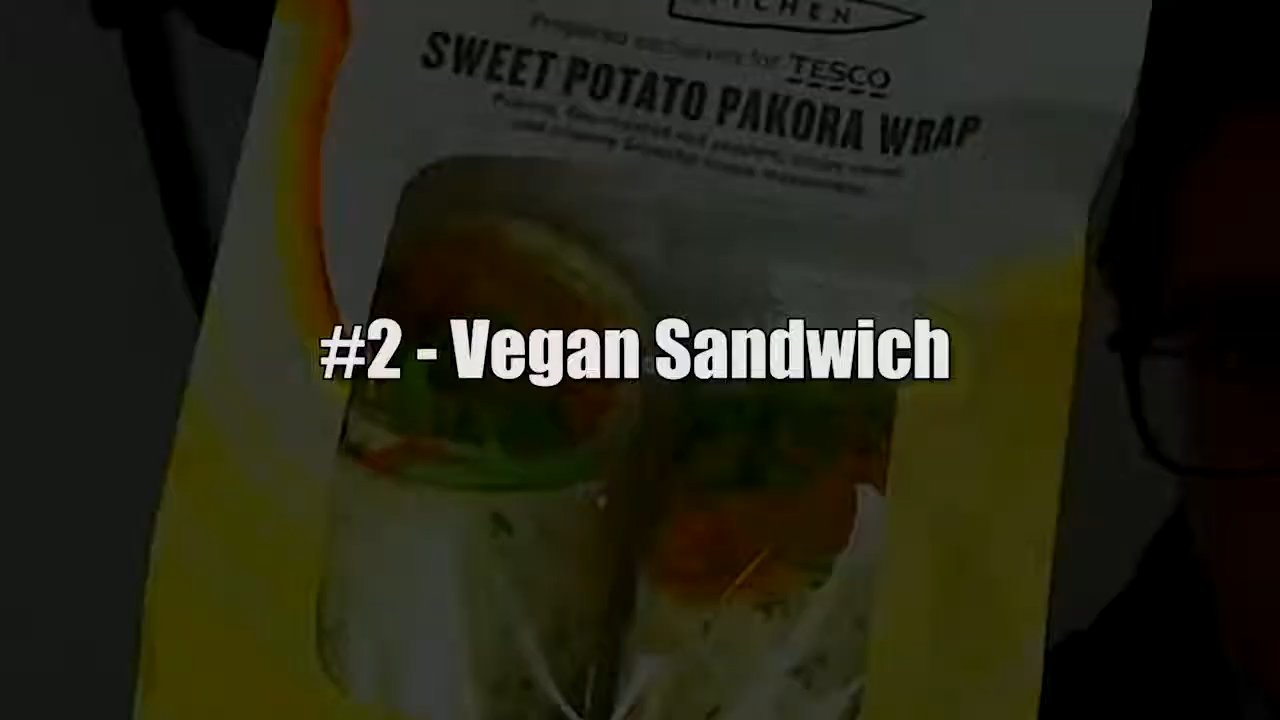 KITCHEN
Prepared exclusively for TESCO
SWEET POTATO PAKORA WRAP
#2 - Vegan Sandwich